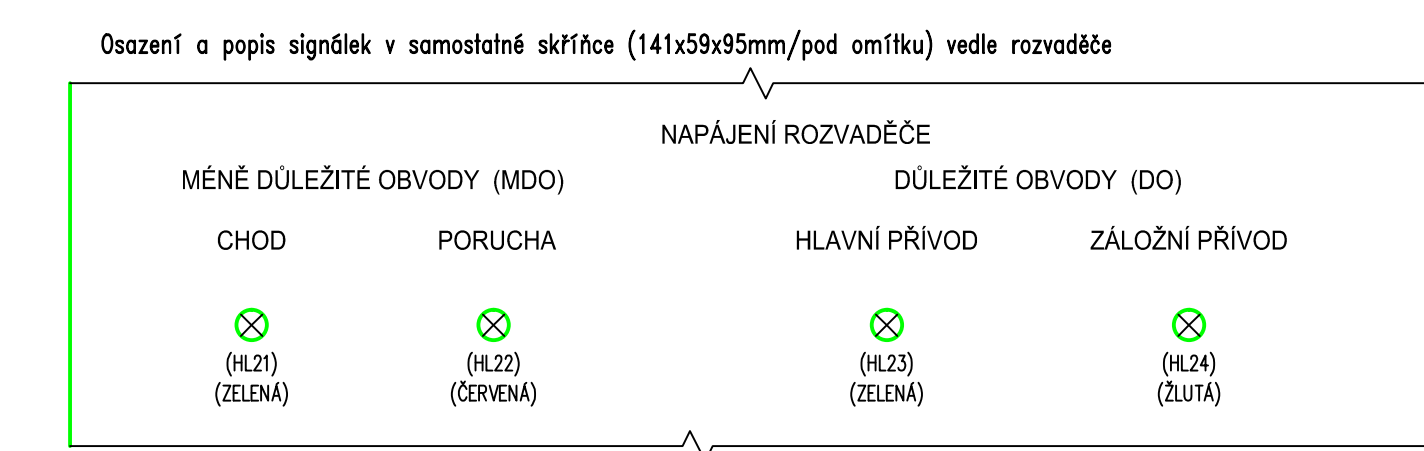 Osazení a popis signálek v samostatné skříňce (141x59x95mm/pod omítku) vedle rozvaděče
NAPÁJENÍ ROZVADĚČE
MÉNĚ DŮLEŽITÉ OBVODY (MDO) DŮLEŽITÉ OBVODY (DO)
CHOD PORUCHA HLAVNÍ PŘÍVOD ZÁLOŽNÍ PŘÍVOD
(HL21) (HL22) (HL23) (HL24)
(ZELENÁ) (ČERVENÁ) (ZELENÁ) (ŽLUTÁ)